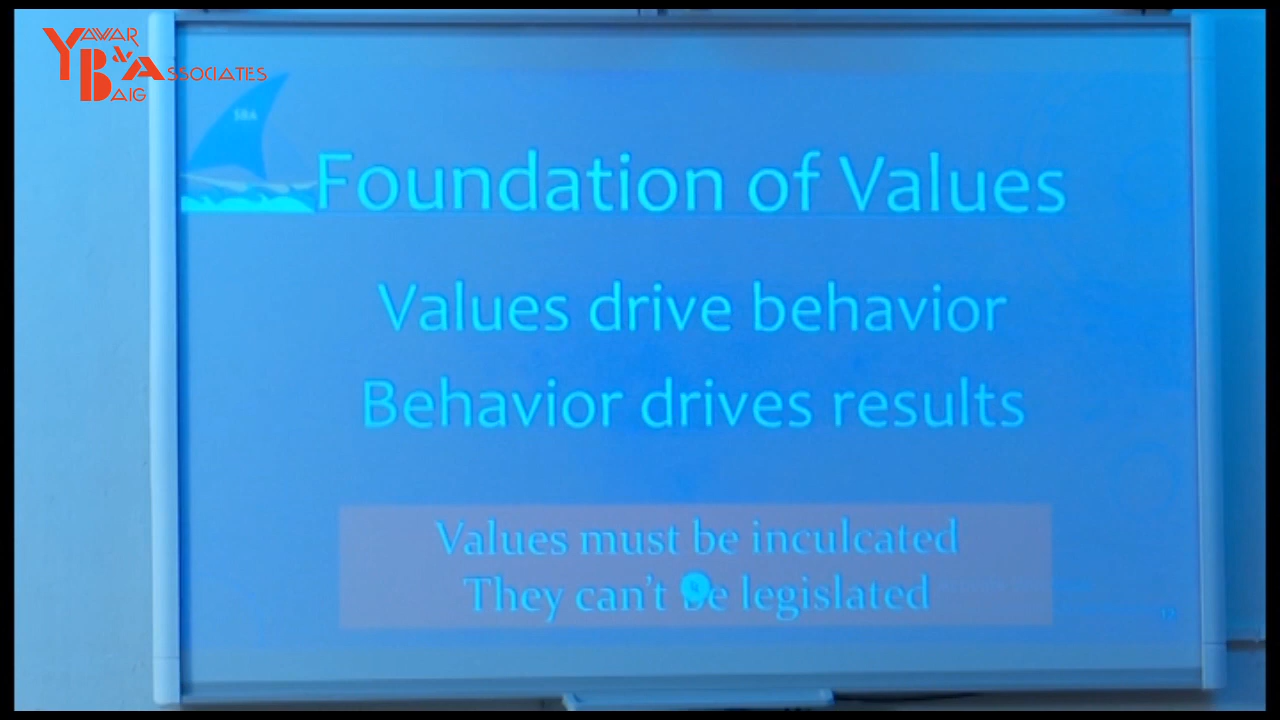 YAWAR
& ASSOCIATES
BAIG
SBA
Foundation of Values
Values drive behavior
Behavior drives results
Values must be inculcated
They can't be legislated
12